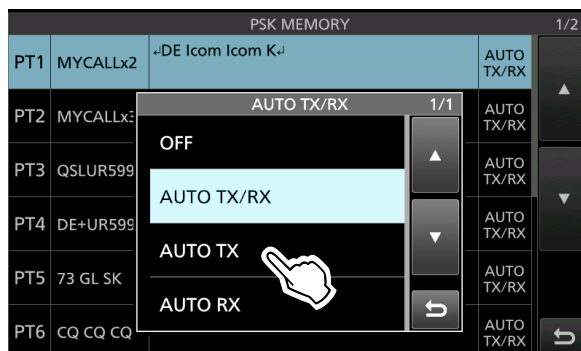 PSK MEMORY 1/2
PT1 MYCALLx2 ↲DE Icom Icom K↲ AUTO TX/RX
PT2 MYCALLx3 AUTO TX/RX
PT3 QSLUR599 AUTO TX/RX
PT4 DE+UR599 AUTO TX/RX
PT5 73 GL SK AUTO TX/RX
PT6 CQ CQ CQ AUTO TX/RX
AUTO TX/RX 1/1
OFF
AUTO TX/RX
AUTO TX
AUTO RX